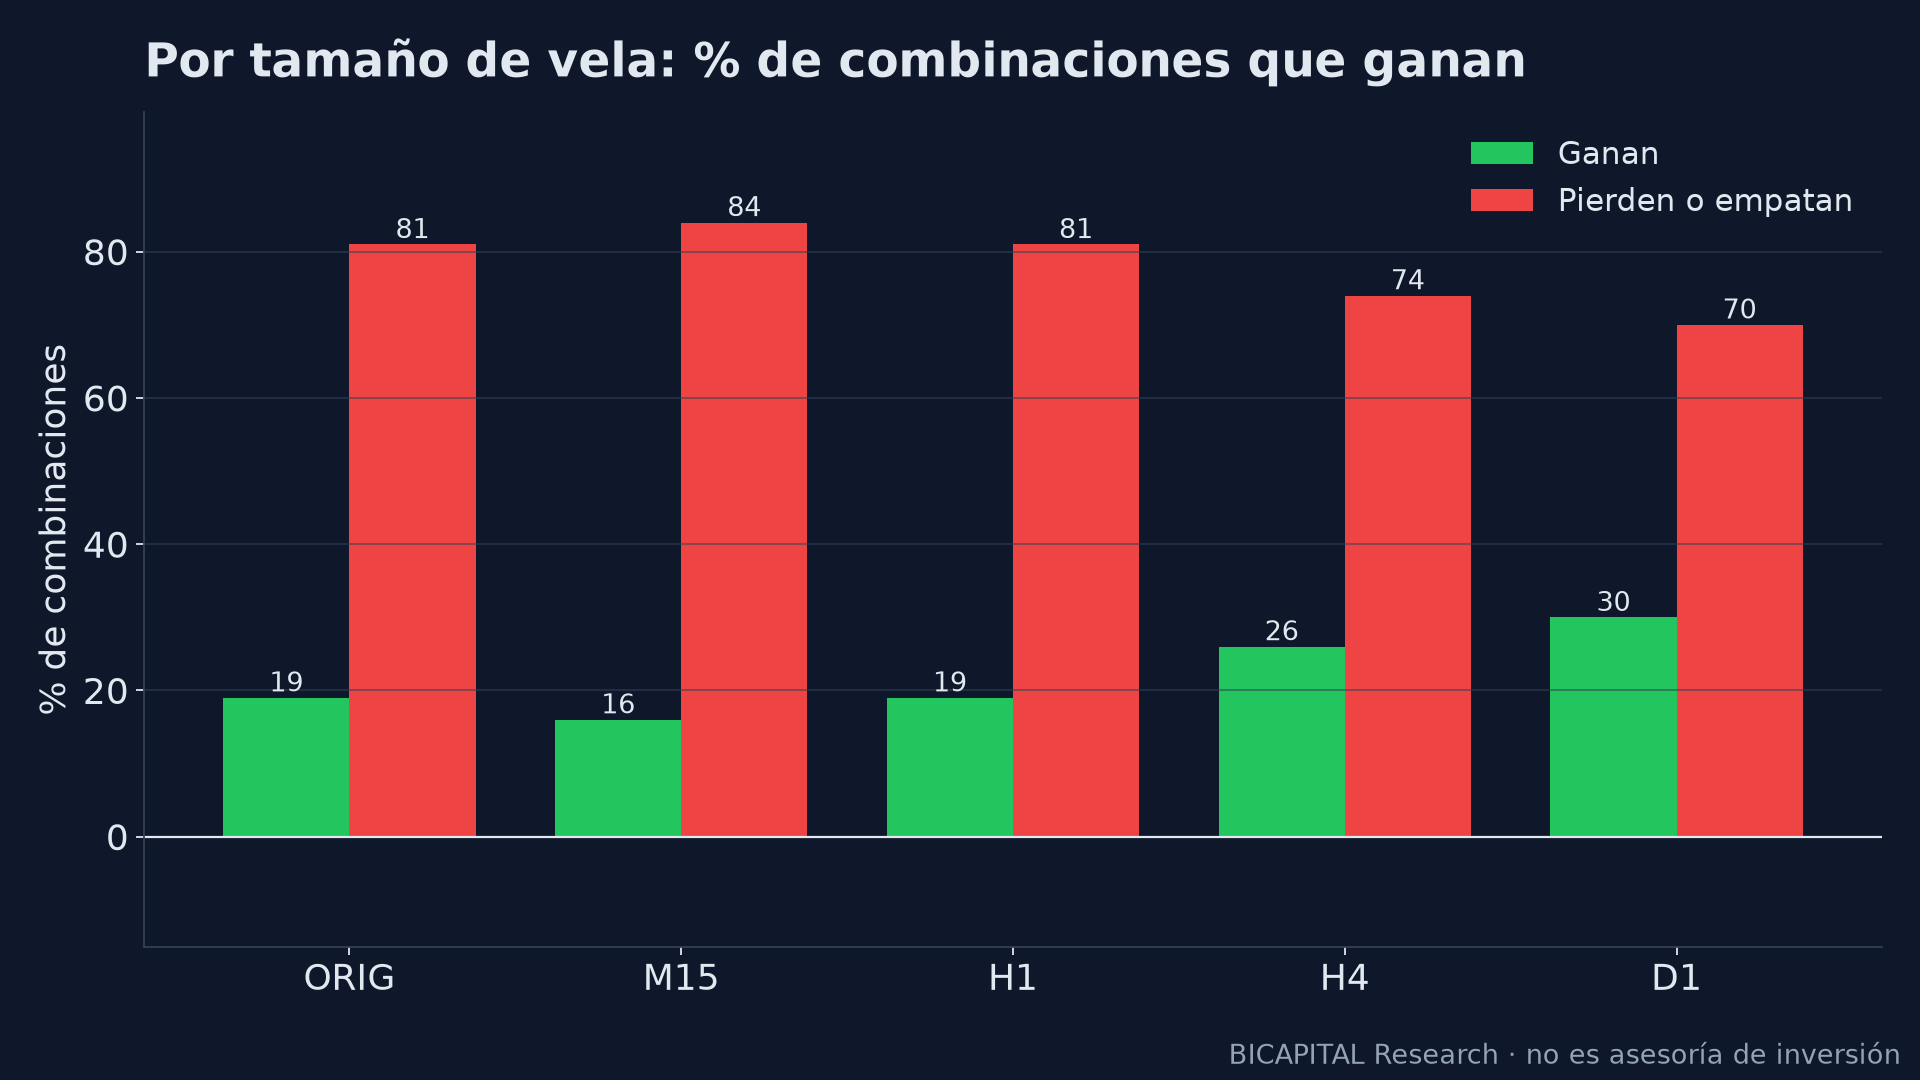 Por tamaño de vela: % de combinaciones que ganan
Ganan
Pierden o empatan
% de combinaciones
80
60
40
20
0
19
81
16
84
19
81
26
74
30
70
ORIG
M15
H1
H4
D1
BICAPITAL Research · no es asesoría de inversión